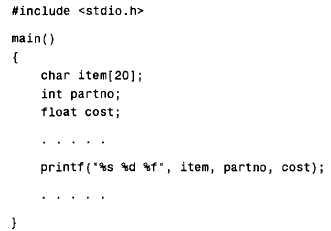 #include <stdio.h>
main()
{
char item[20];
int partno;
float cost;
. . . . .
printf("%s %d %f", item, partno, cost);
. . . . .
}